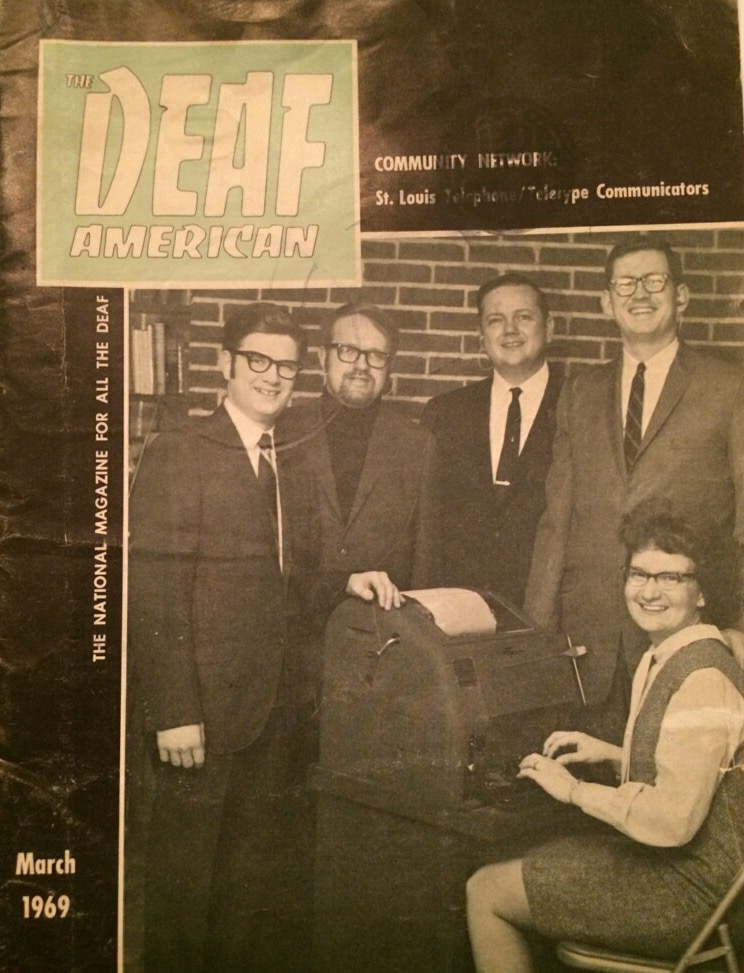 THE
DEAF
AMERICAN
COMMUNITY NETWORK:
St. Louis Telephone/Teletype Communicators
THE NATIONAL MAGAZINE FOR ALL THE DEAF
March
1969